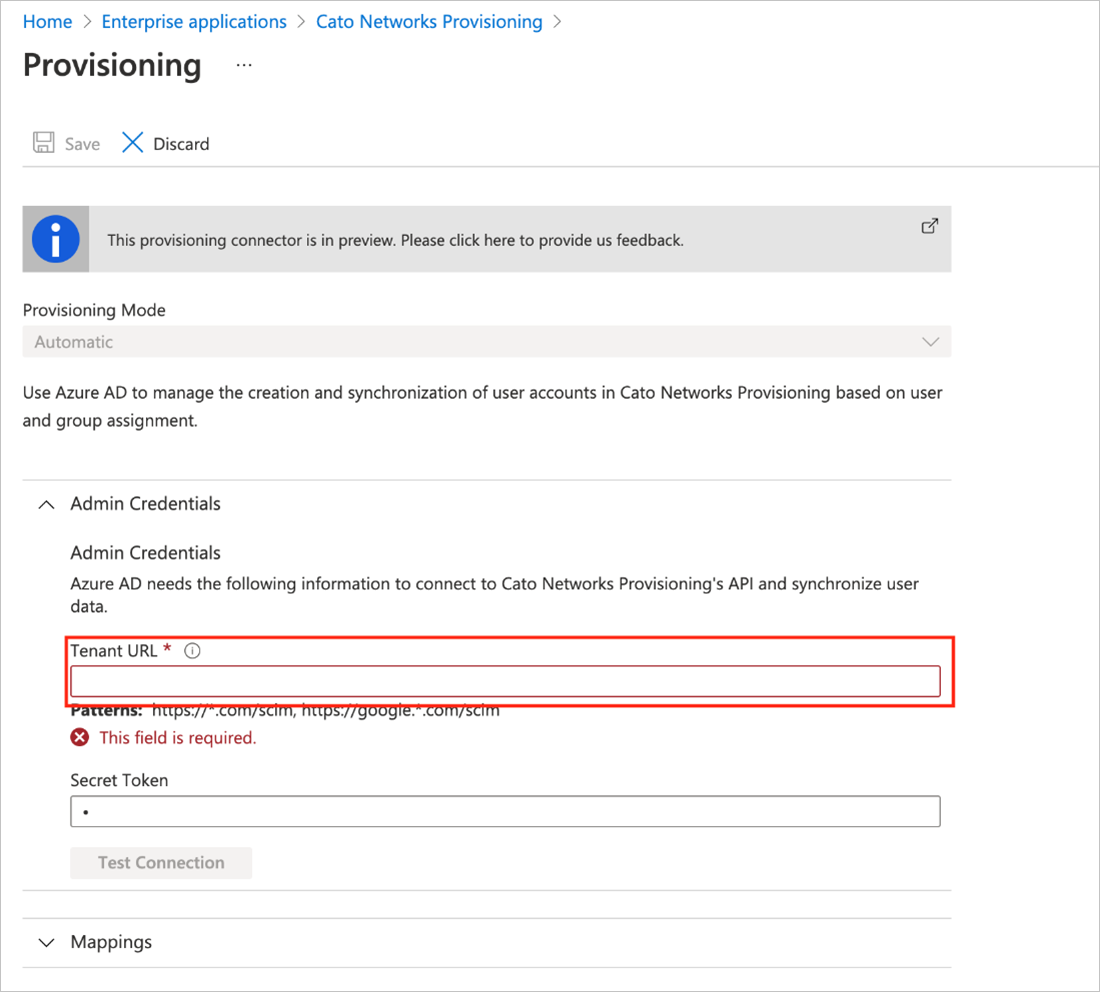 Home > Enterprise applications > Cato Networks Provisioning >
Provisioning ...
Save Discard
This provisioning connector is in preview. Please click here to provide us feedback.
Provisioning Mode
Automatic
Use Azure AD to manage the creation and synchronization of user accounts in Cato Networks Provisioning based on user
and group assignment.
Admin Credentials
Admin Credentials
Azure AD needs the following information to connect to Cato Networks Provisioning's API and synchronize user
data.
Tenant URL *
Patterns: https://*.com/scim, https://google.*.com/scim
This field is required.
Secret Token
•
Test Connection
Mappings